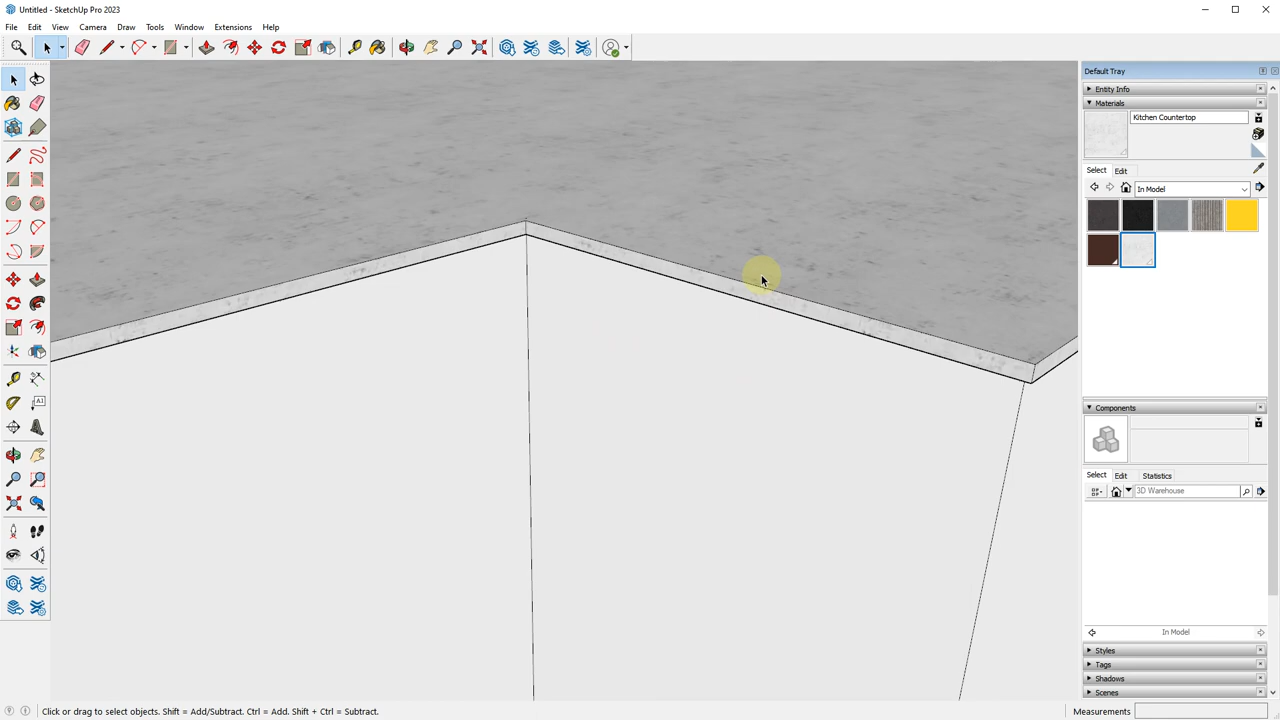 Untitled - SketchUp Pro 2023
File Edit View Camera Draw Tools Window Extensions Help
Default Tray
Entity Info
Materials
Kitchen Countertop
Select Edit
In Model
Components
Select Edit Statistics
3D Warehouse
In Model
Styles
Tags
Shadows
Scenes
Click or drag to select objects. Shift = Add/Subtract. Ctrl = Add. Shift + Ctrl = Subtract.
Measurements